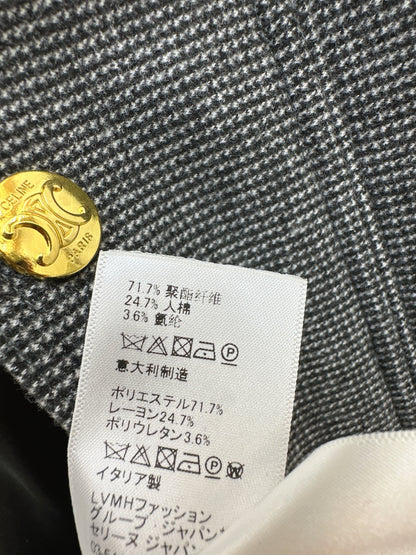 CELINE
PARIS
71.7% 聚酯纤维
24.7% 人棉
3.6% 氨纶
P
意大利制造
ポリエステル71.7%
レーヨン24.7%
ポリウレタン3.6%
P W
イタリア製
LVMHファッション
グループ・ジャパン
セリーヌ ジャパン